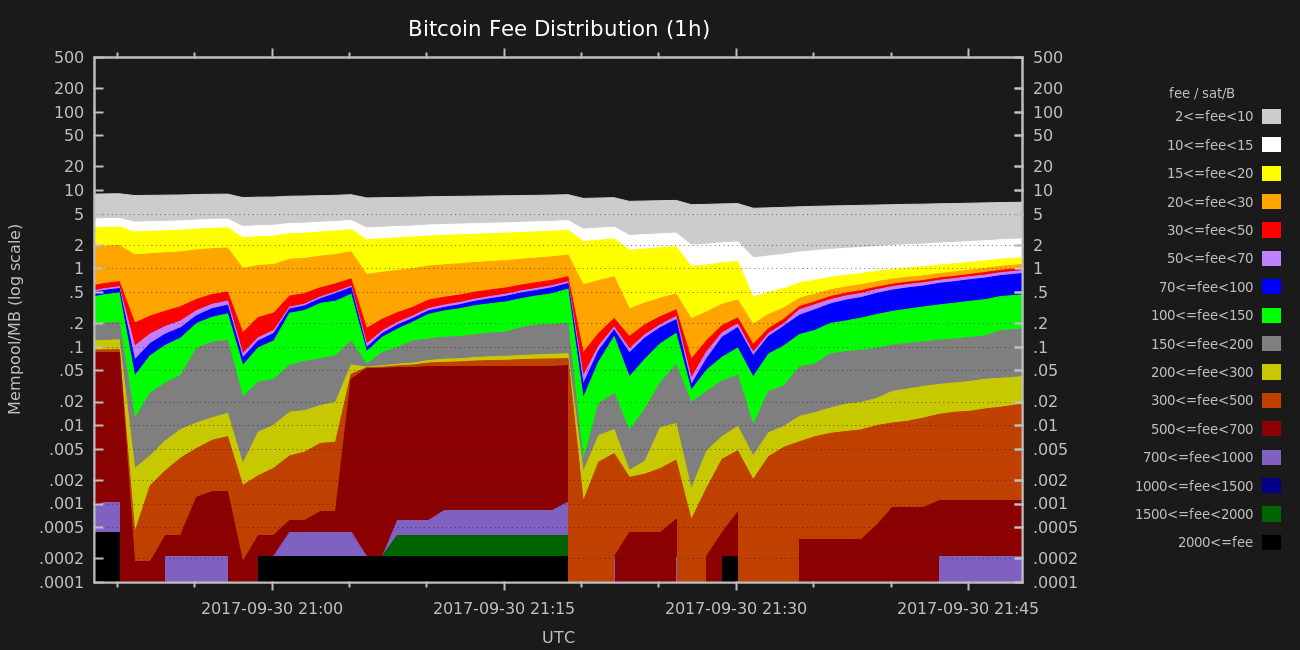 Bitcoin Fee Distribution (1h)
500 500
200 200
100 100
50 50
20 20
10 10
5 5
2 2
1 1
.5 .5
.2 .2
.1 .1
.05 .05
.02 .02
.01 .01
.005 .005
.002 .002
.001 .001
.0005 .0005
.0002 .0002
.0001 .0001
Mempool/MB (log scale)
2017-09-30 21:00 2017-09-30 21:15 2017-09-30 21:30 2017-09-30 21:45
UTC
fee / sat/B
2<=fee<10
10<=fee<15
15<=fee<20
20<=fee<30
30<=fee<50
50<=fee<70
70<=fee<100
100<=fee<150
150<=fee<200
200<=fee<300
300<=fee<500
500<=fee<700
700<=fee<1000
1000<=fee<1500
1500<=fee<2000
2000<=fee